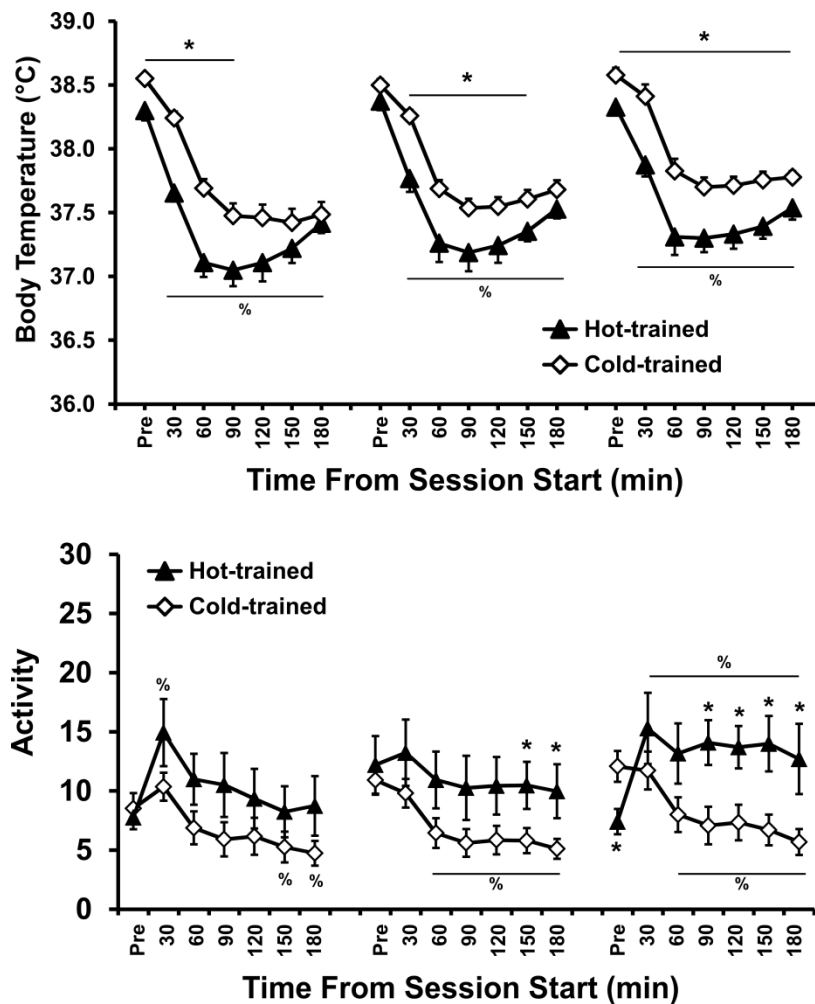 Body Temperature (°C)
39.0
38.5
38.0
37.5
37.0
36.5
36.0
*
*
*
%
%
%
Hot-trained
Cold-trained
Pre 30 60 90 120 150 180 Pre 30 60 90 120 150 180 Pre 30 60 90 120 150 180
Time From Session Start (min)
Activity
30
25
20
15
10
5
0
Hot-trained
Cold-trained
%
%
* * * *
* *
*
% %
%
%
Pre 30 60 90 120 150 180 Pre 30 60 90 120 150 180 Pre 30 60 90 120 150 180
Time From Session Start (min)